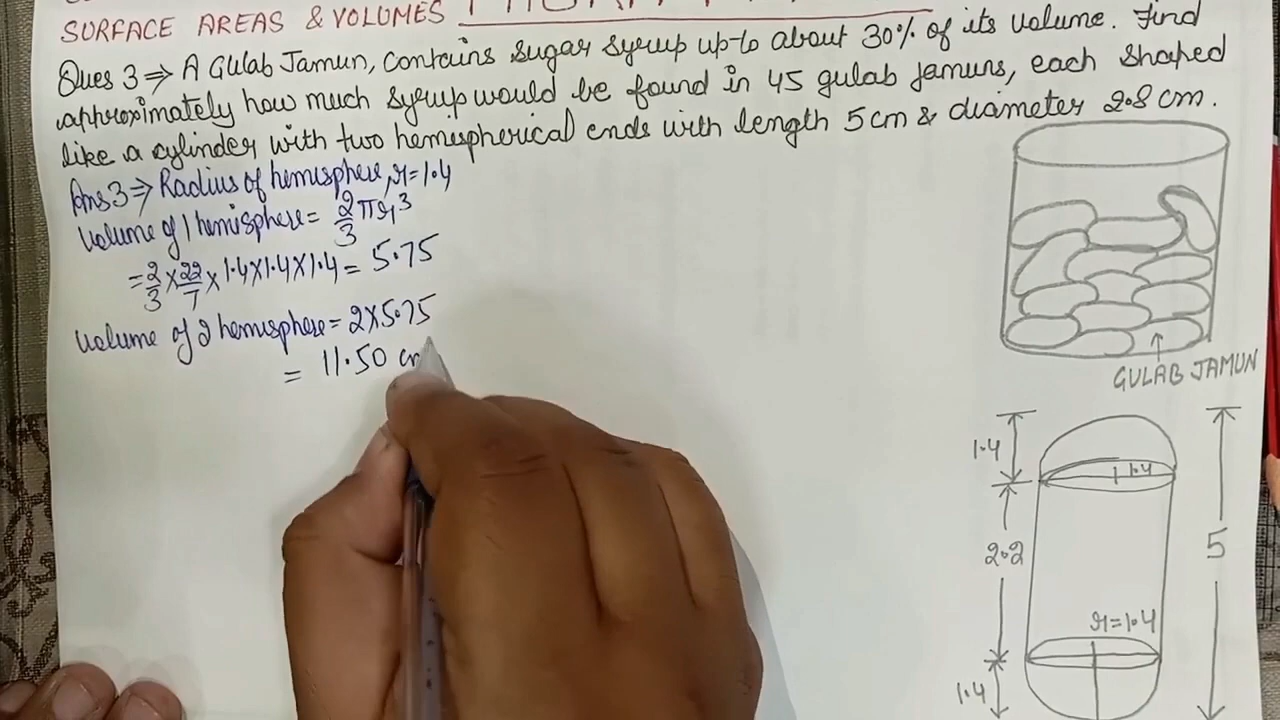 SURFACE AREAS & VOLUMES
Ques 3 ⇒ A Gulab Jamun, contains sugar syrup up-to about 30% of its volume. Find
approximately how much syrup would be found in 45 gulab jamuns, each shaped
like a cylinder with two hemispherical ends with length 5 cm & diameter 2.8 cm.
Ans 3 ⇒ Radius of hemisphere, r = 1.4
Volume of 1 hemisphere = 2/3 πr³
= 2/3 × 22/7 × 1.4 × 1.4 × 1.4 = 5.75
Volume of 2 hemisphere = 2 × 5.75
= 11.50 cm
GULAB JAMUN
1.4
1.4
2.2
5
r = 1.4
1.4